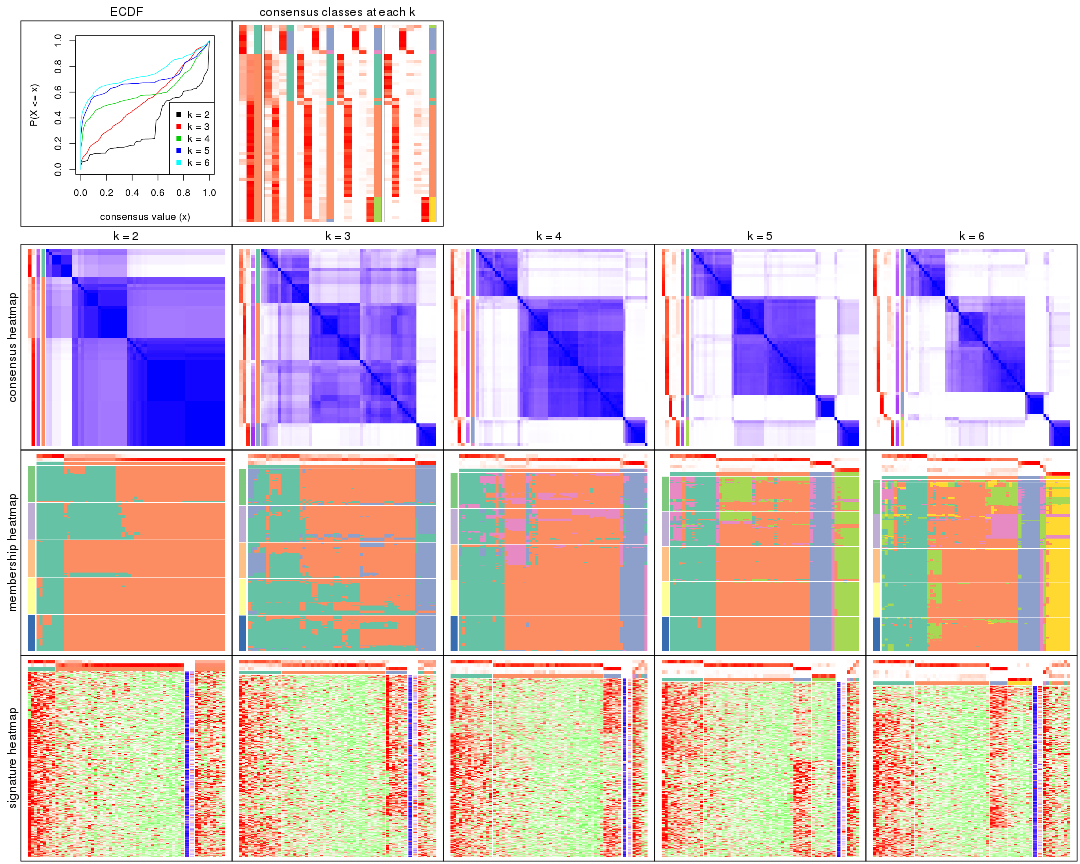 ECDF
consensus classes at each k
P(X <= x)
0.0 0.2 0.4 0.6 0.8 1.0
k = 2
k = 3
k = 4
k = 5
k = 6
0.0 0.2 0.4 0.6 0.8 1.0
consensus value (x)
k = 2
k = 3
k = 4
k = 5
k = 6
consensus heatmap
membership heatmap
signature heatmap